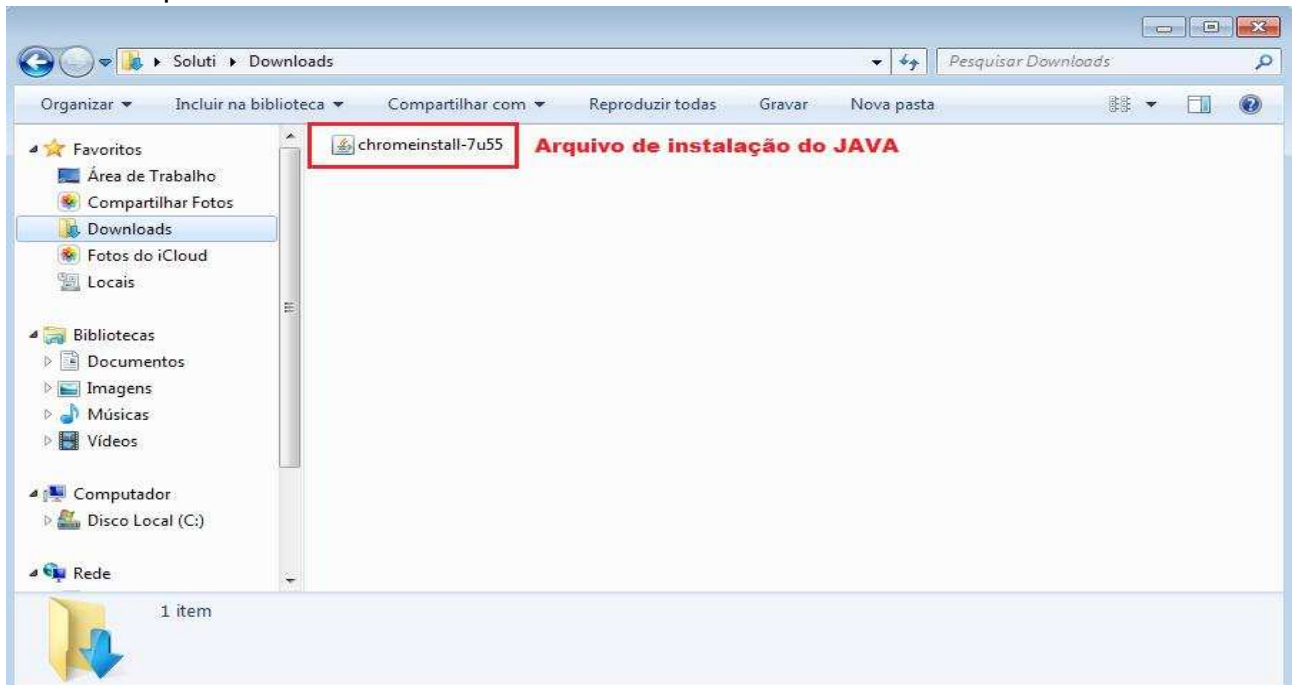 Soluti ▸ Downloads
Pesquisar Downloads
Organizar Incluir na biblioteca Compartilhar com Reproduzir todas Gravar Nova pasta
Favoritos
Área de Trabalho
Compartilhar Fotos
Downloads
Fotos do iCloud
Locais
Bibliotecas
Documentos
Imagens
Músicas
Vídeos
Computador
Disco Local (C:)
Rede
chromeinstall-7u55 Arquivo de instalação do JAVA
1 item